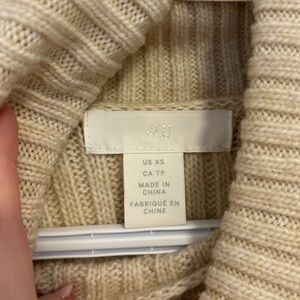 H&M
US XS
CA TP
MADE IN
CHINA
FABRIQUÉ EN
CHINE